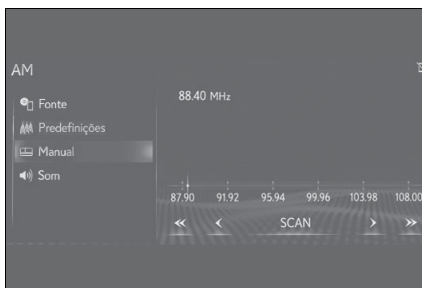 AM
Fonte
Predefinições
Manual
Som
88.40 MHz
87.90 91.92 95.94 99.96 103.98 108.00
SCAN